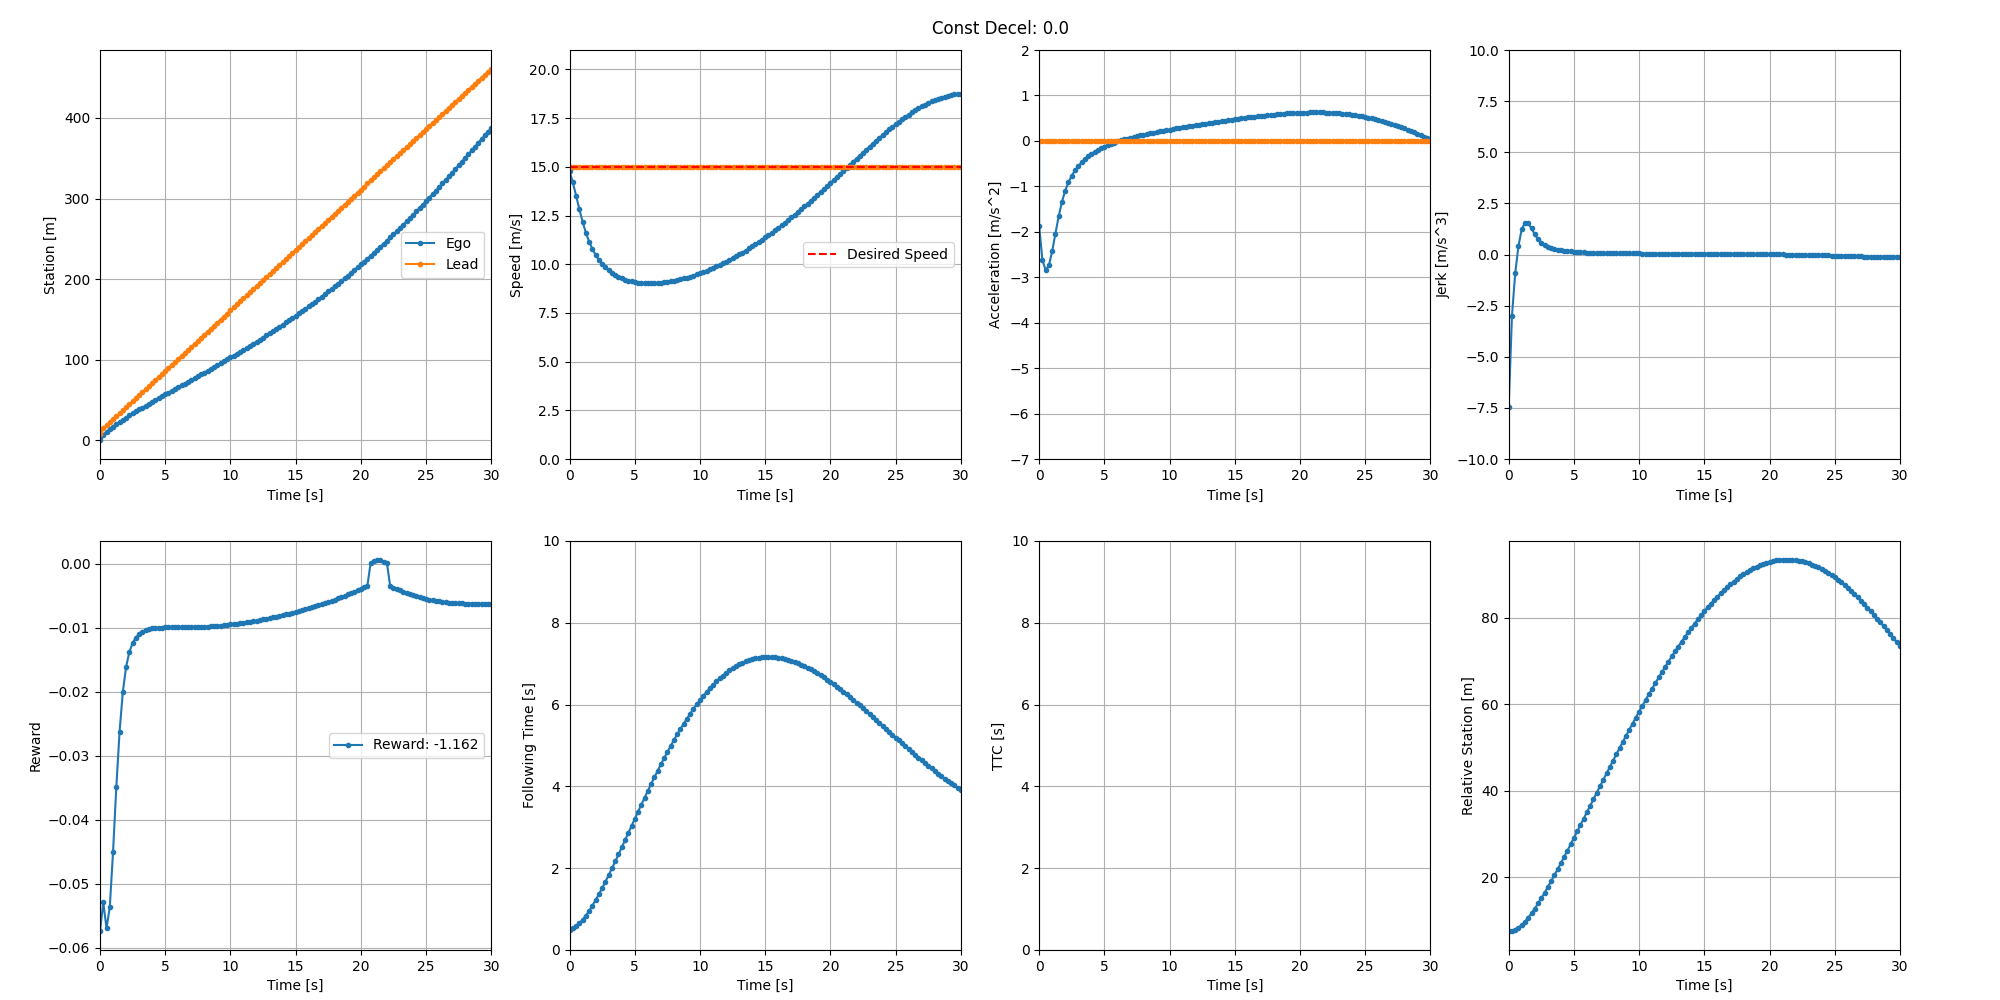 Const Decel: 0.0
Station [m]
400
300
200
100
0
0 5 10 15 20 25 30
Time [s]
Ego
Lead
Speed [m/s]
20.0
17.5
15.0
12.5
10.0
7.5
5.0
2.5
0.0
0 5 10 15 20 25 30
Time [s]
Desired Speed
Acceleration [m/s^2]
2
1
0
−1
−2
−3
−4
−5
−6
−7
0 5 10 15 20 25 30
Time [s]
Jerk [m/s^3]
10.0
7.5
5.0
2.5
0.0
−2.5
−5.0
−7.5
−10.0
0 5 10 15 20 25 30
Time [s]
Reward
0.00
−0.01
−0.02
−0.03
−0.04
−0.05
−0.06
0 5 10 15 20 25 30
Time [s]
Reward: -1.162
Following Time [s]
10
8
6
4
2
0
0 5 10 15 20 25 30
Time [s]
TTC [s]
10
8
6
4
2
0
0 5 10 15 20 25 30
Time [s]
Relative Station [m]
80
60
40
20
0 5 10 15 20 25 30
Time [s]